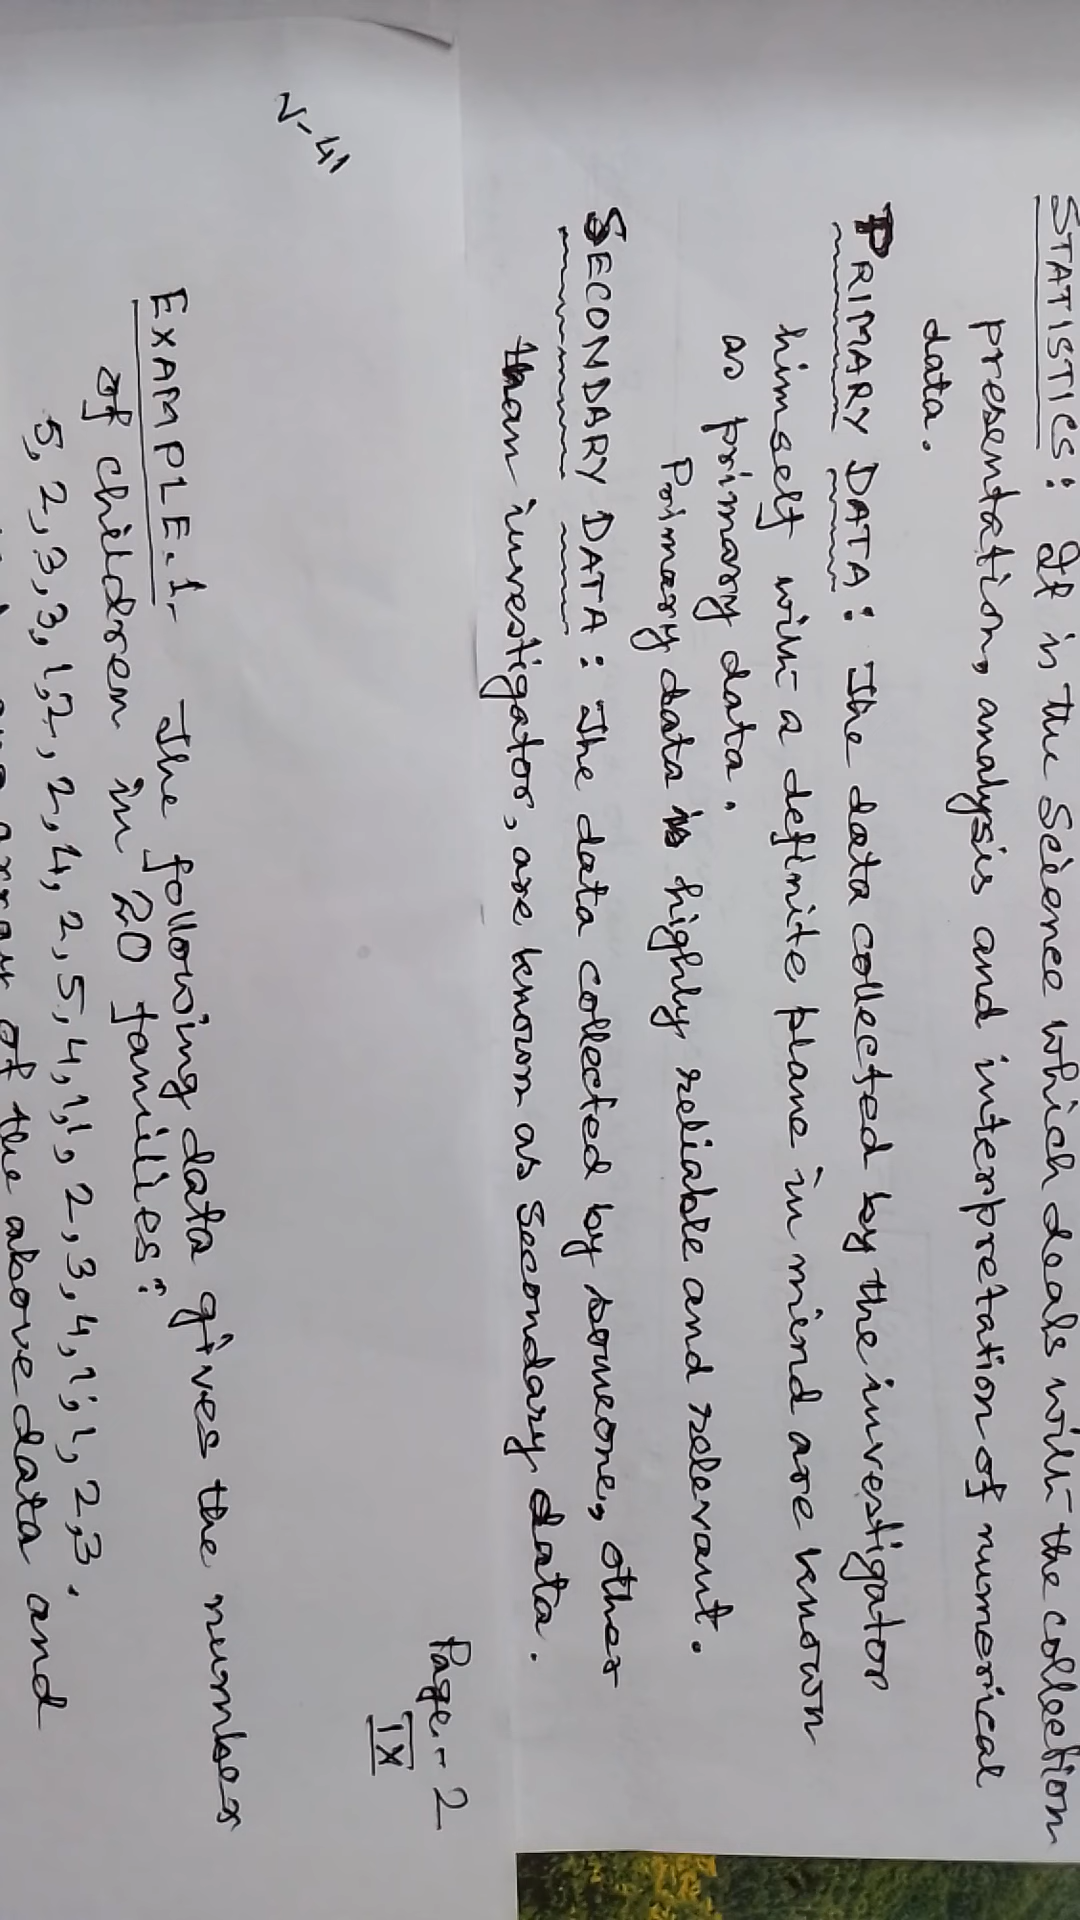 STATISTICS: It is the Science which deals with the collection
presentation, analysis and interpretation of numerical
data.
PRIMARY DATA: The data collected by the investigator
himself with a definite plane in mind are known
as primary data.
Primary data is highly reliable and relevant.
SECONDARY DATA: The data collected by someone, other
than investigator, are known as Secondary data.
Page-2
IX
N-41
EXAMPLE.1- The following data gives the number
of children in 20 families:
5, 2, 3, 3, 1, 2, 2, 4, 2, 5, 4, 1, 1, 2, 3, 4, 1, 1, 2, 3.
of the above data and